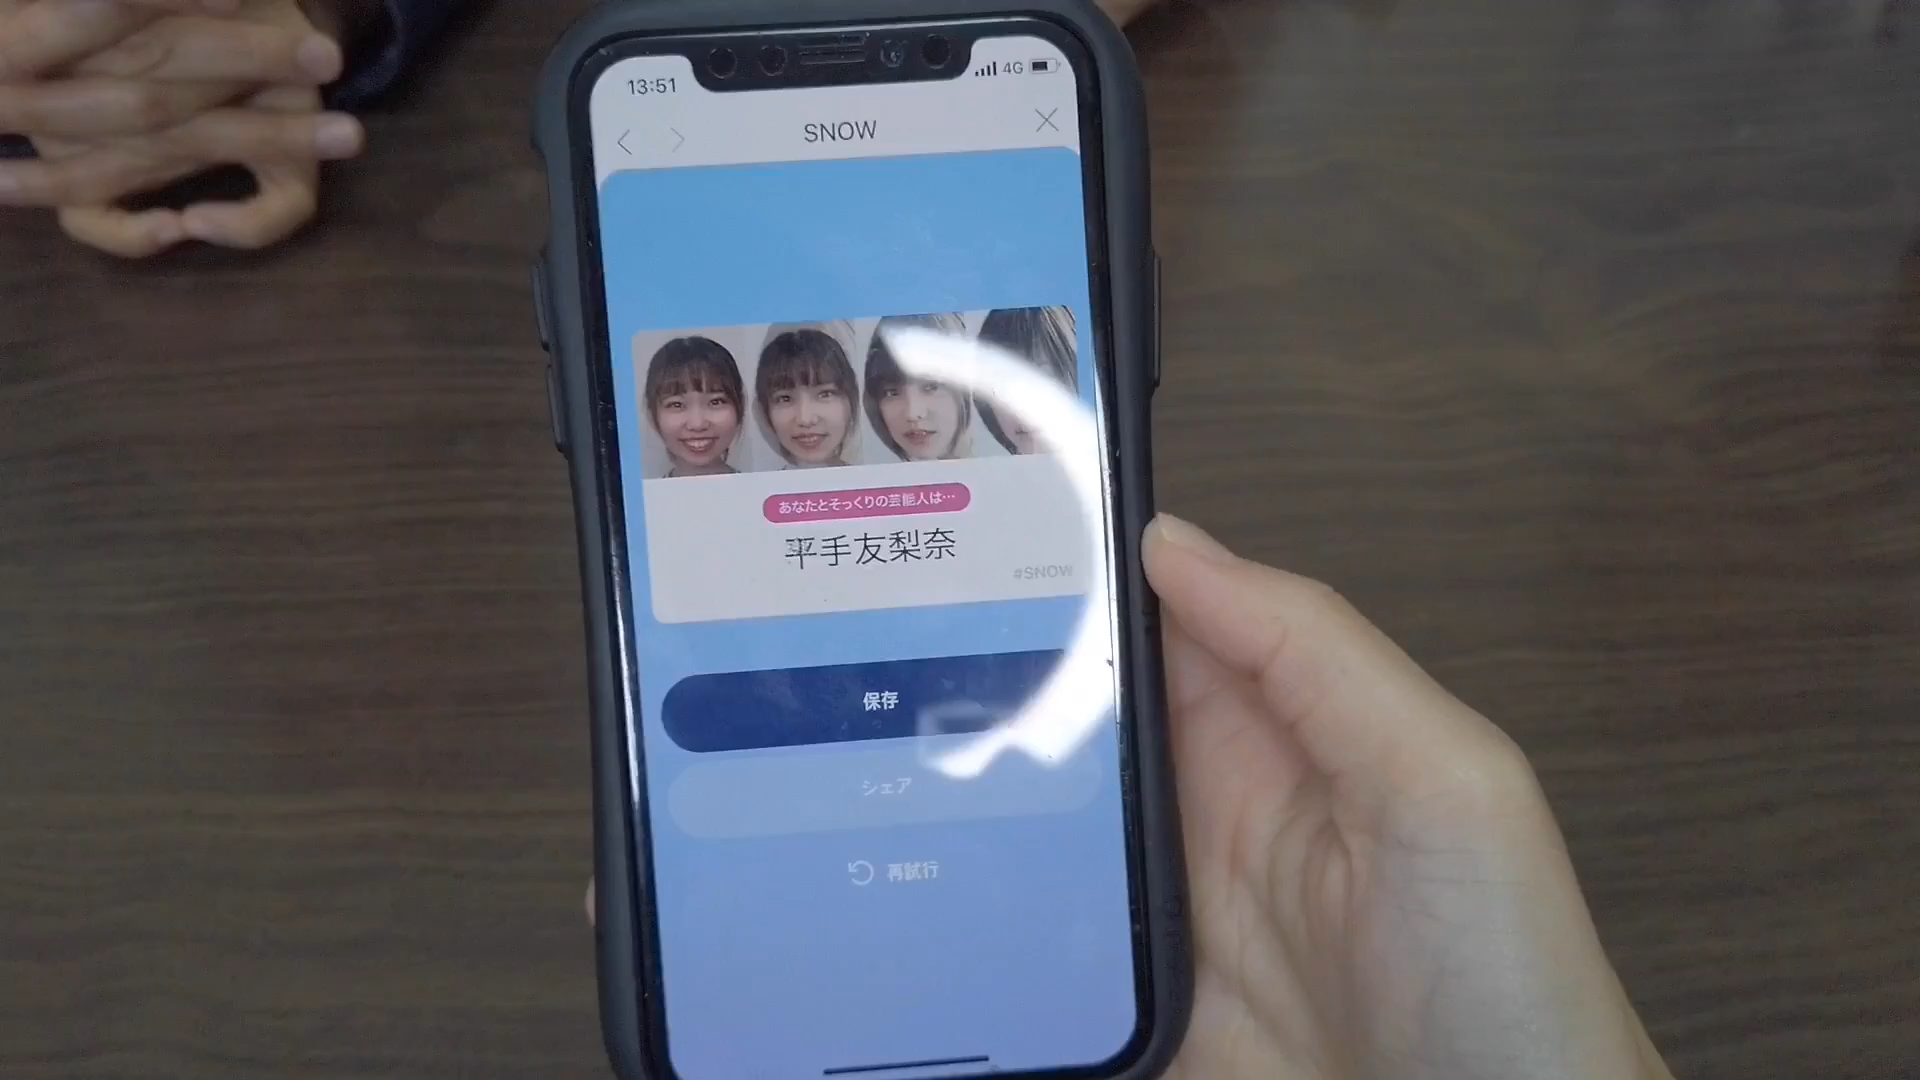 13:51
4G
SNOW
あなたとそっくりの芸能人は…
平手友梨奈
#SNOW
保存
シェア
再試行